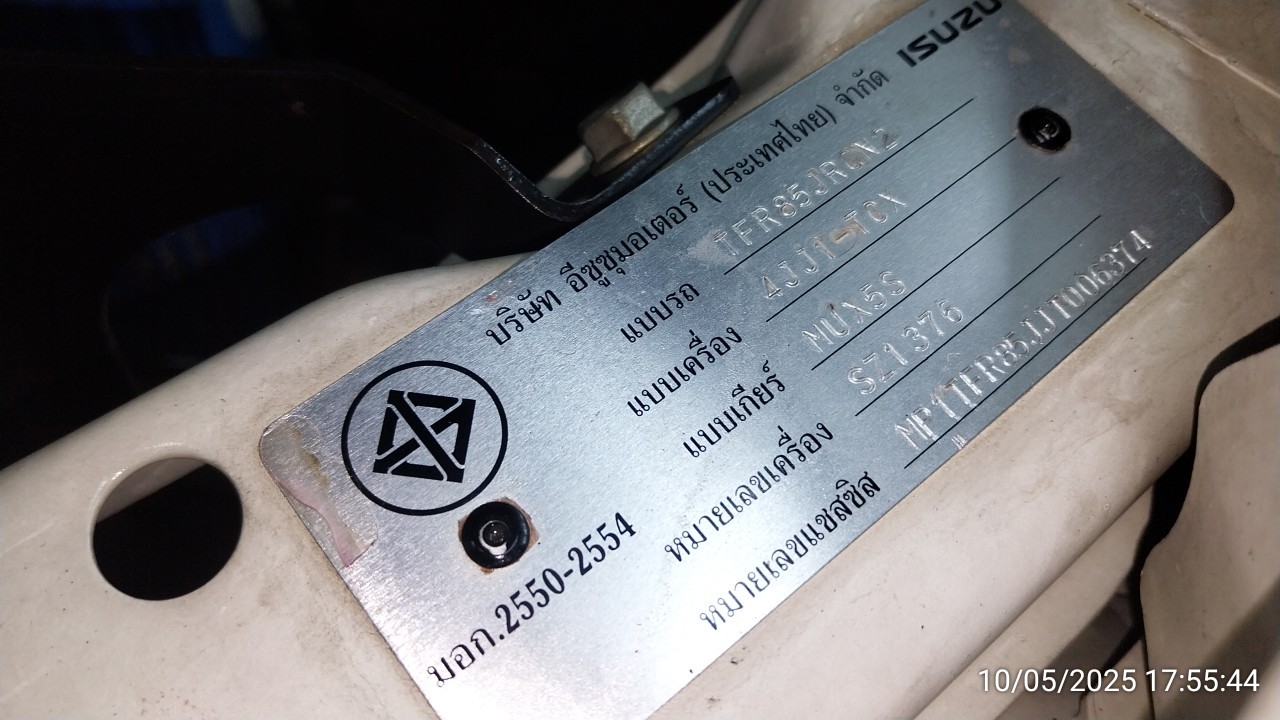 ISUZU
บริษัท อีซูซุมอเตอร์ (ประเทศไทย) จำกัด
แบบรถ TFR85JRGN2
แบบเครื่อง 4JJ1-TCX
แบบเกียร์ MUX5S
หมายเลขเครื่อง SZ1376
หมายเลขแชสซิส MP1TFR85JJT006374
มอก.2550-2554
10/05/2025 17:55:44